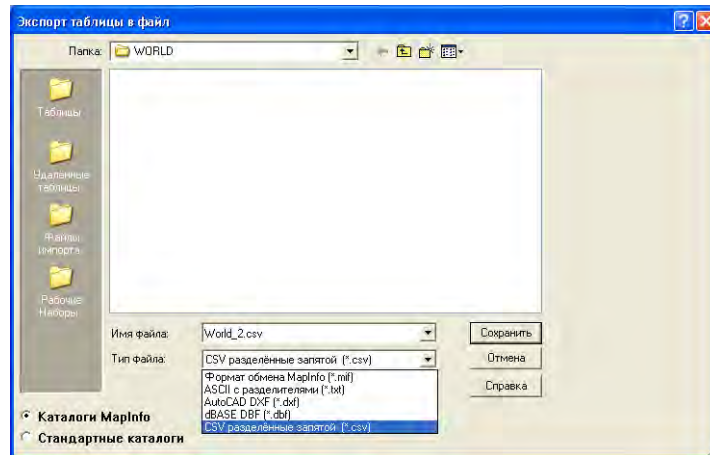 Экспорт таблицы в файл
Папка: WORLD
Таблицы
Удаленные
таблицы
Файлы
импорта
Рабочие
Наборы
Имя файла: World_2.csv Сохранить
Тип файла: CSV разделённые запятой (*.csv) Отмена
Формат обмена MapInfo (*.mif)
ASCII с разделителями (*.txt)
AutoCAD DXF (*.dxf)
dBASE DBF (*.dbf)
CSV разделённые запятой (*.csv)
Справка
Каталоги MapInfo
Стандартные каталоги